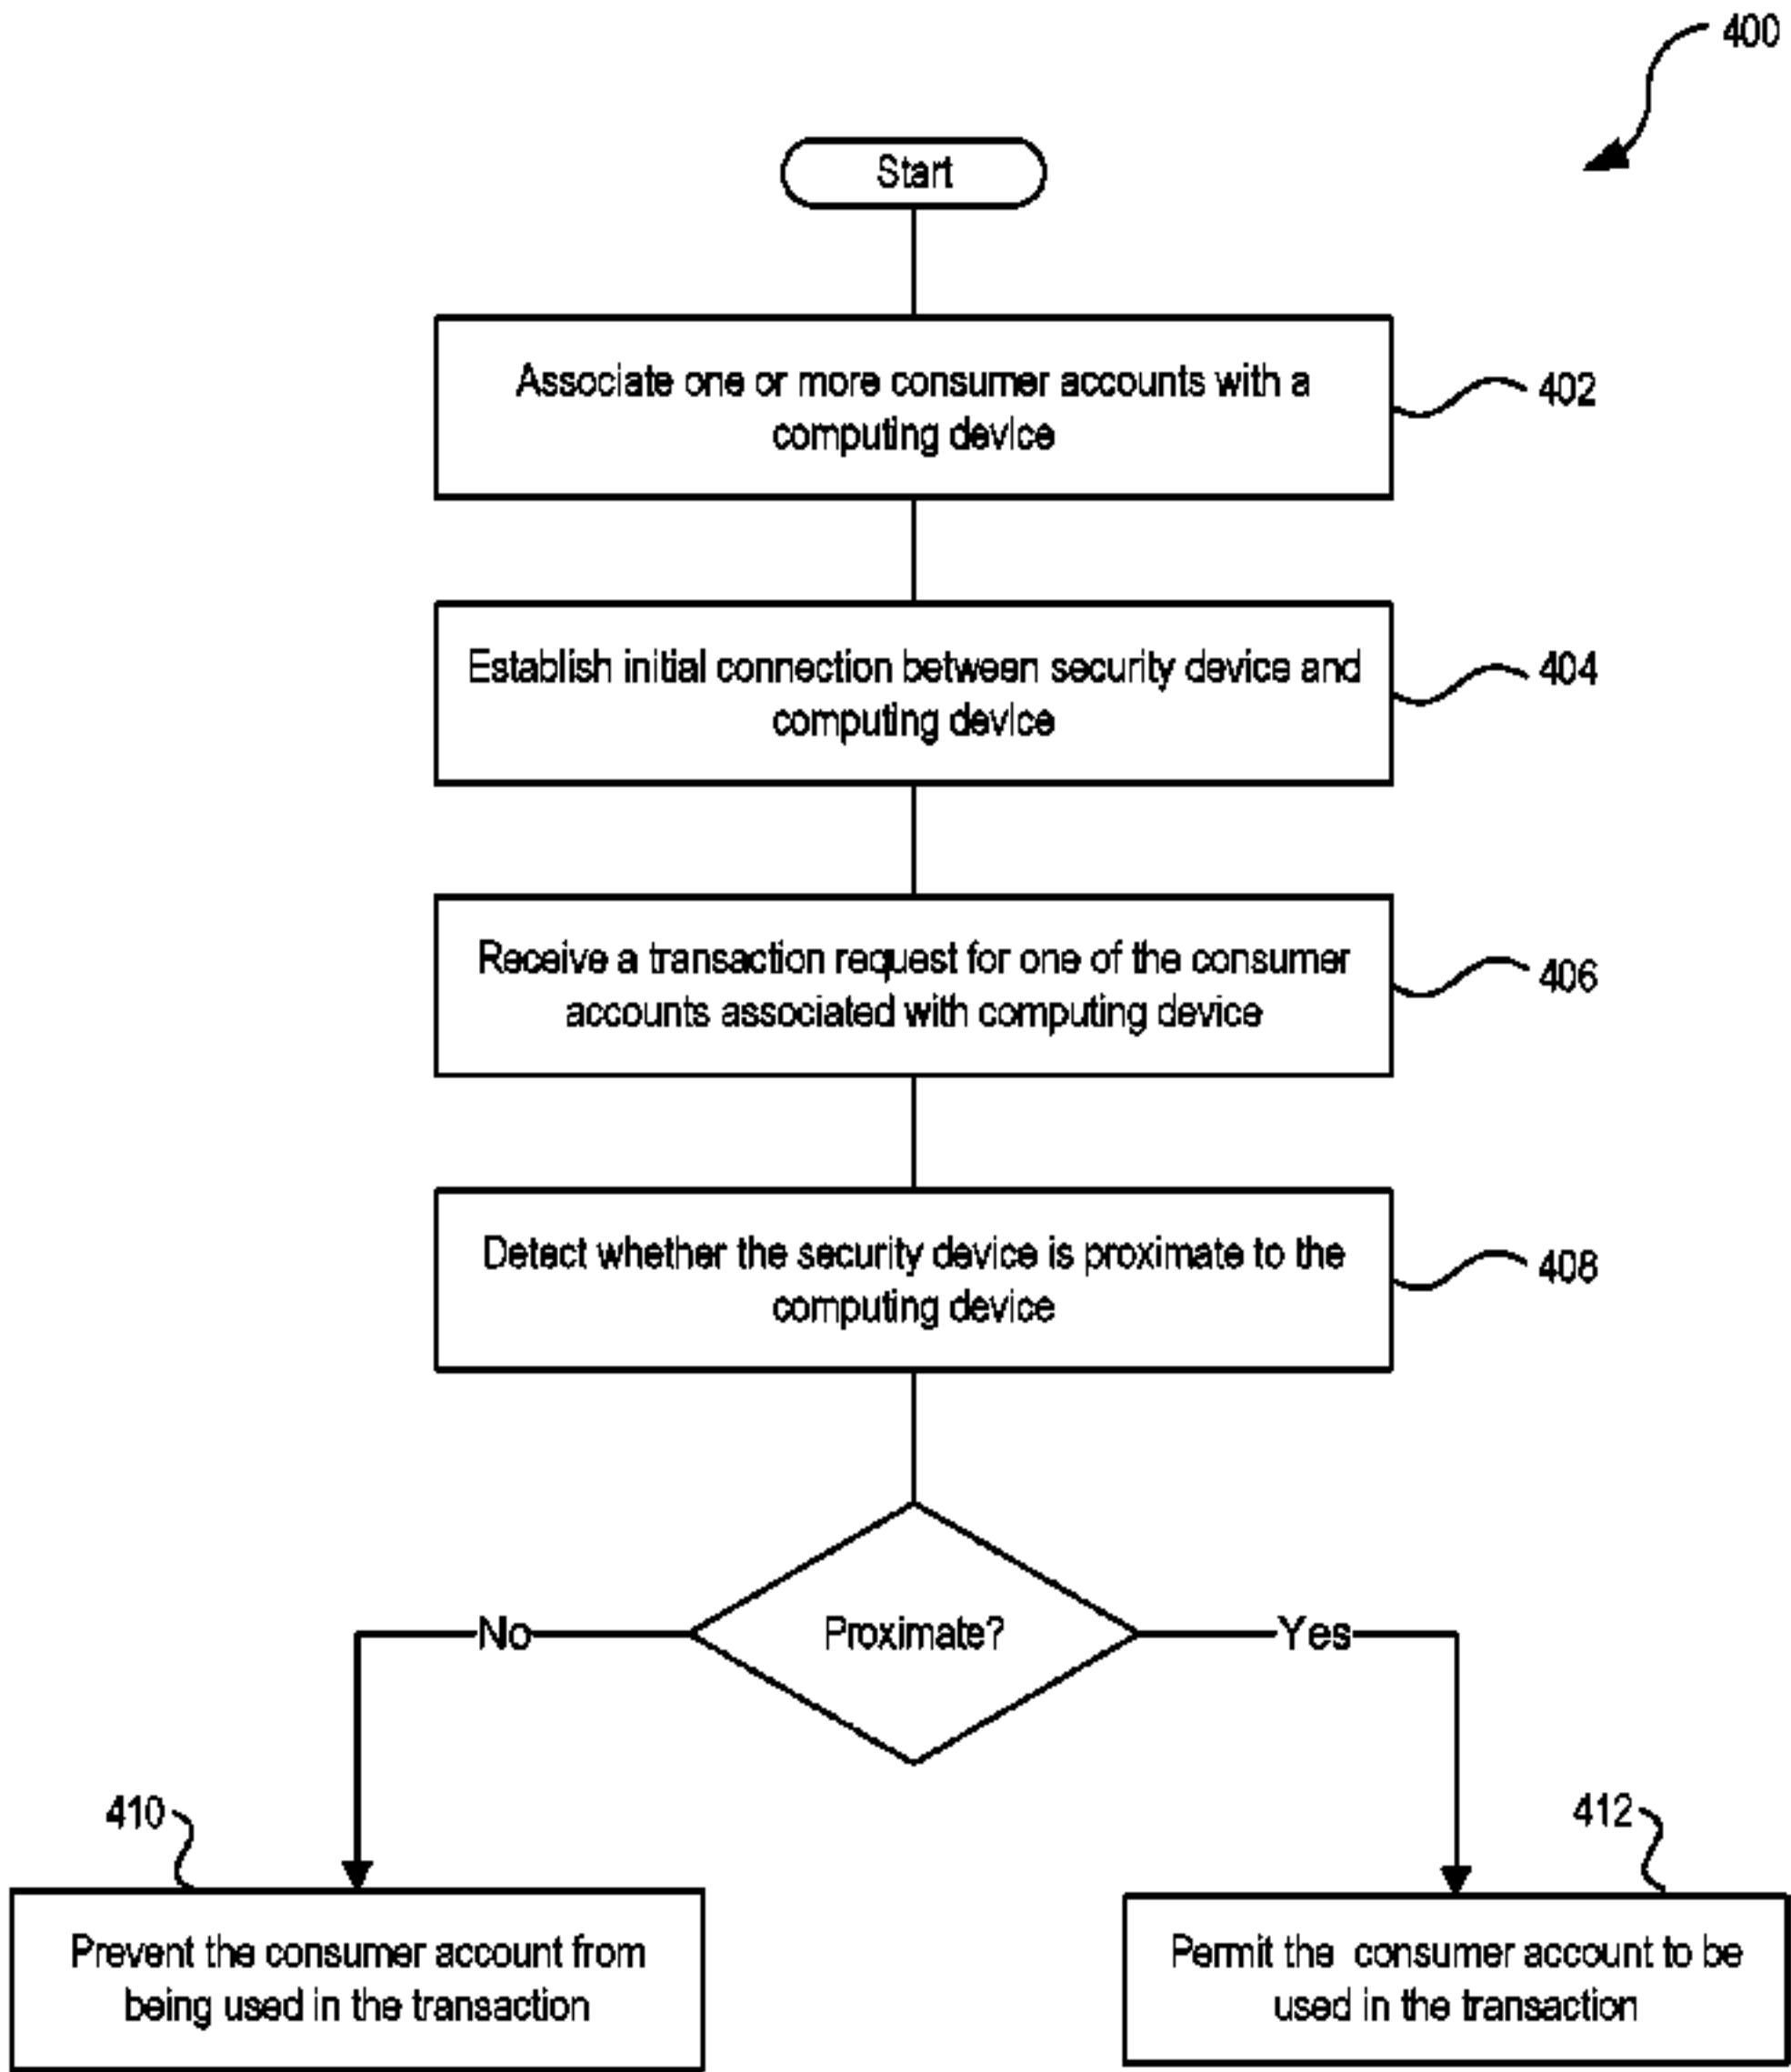 400
Start
Associate one or more consumer accounts with a
computing device
402
Establish initial connection between security device and
computing device
404
Receive a transaction request for one of the consumer
accounts associated with computing device
406
Detect whether the security device is proximate to the
computing device
408
No
Proximate?
Yes
410
Prevent the consumer account from
being used in the transaction
412
Permit the consumer account to be
used in the transaction